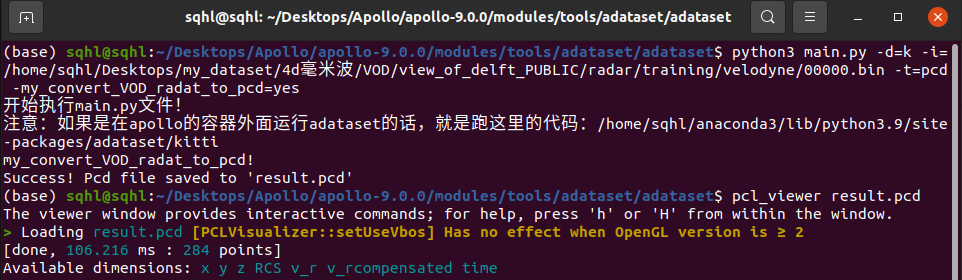 sqhl@sqhl: ~/Desktops/Apollo/apollo-9.0.0/modules/tools/adataset/adataset
(base) sqhl@sqhl:~/Desktops/Apollo/apollo-9.0.0/modules/tools/adataset/adataset$ python3 main.py -d=k -i=
/home/sqhl/Desktops/my_dataset/4d毫米波/VOD/view_of_delft_PUBLIC/radar/training/velodyne/00000.bin -t=pcd
-my_convert_VOD_radat_to_pcd=yes
开始执行main.py文件!
注意: 如果是在apollo的容器外面运行adataset的话, 就是跑这里的代码: /home/sqhl/anaconda3/lib/python3.9/site
-packages/adataset/kitti
my_convert_VOD_radat_to_pcd!
Success! Pcd file saved to 'result.pcd'
(base) sqhl@sqhl:~/Desktops/Apollo/apollo-9.0.0/modules/tools/adataset/adataset$ pcl_viewer result.pcd
The viewer window provides interactive commands; for help, press 'h' or 'H' from within the window.
> Loading result.pcd [PCLVisualizer::setUseVbos] Has no effect when OpenGL version is ≥ 2
[done, 106.216 ms : 284 points]
Available dimensions: x y z RCS v_r v_rcompensated time